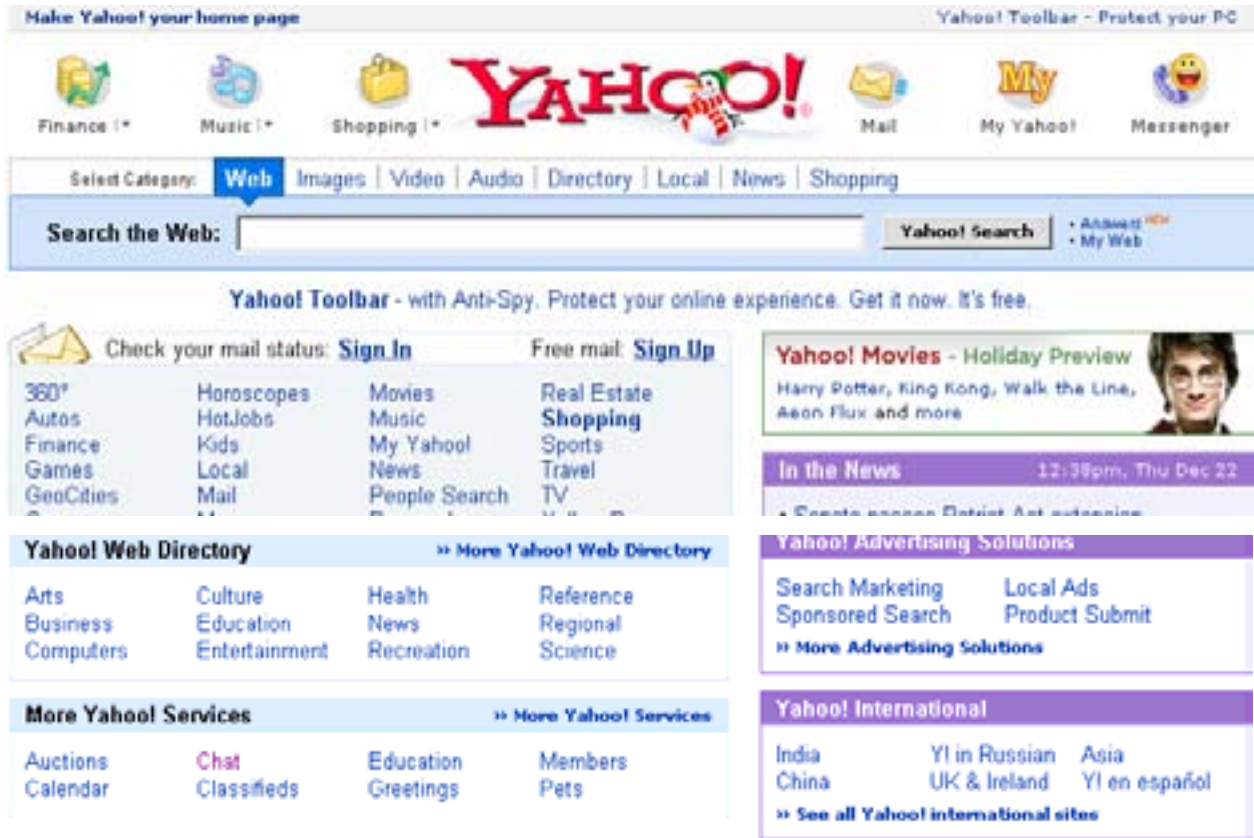 Make Yahoo! your home page
Yahoo! Toolbar - Protect your PC
Finance
Music
Shopping
YAHOO!
Mail
My
My Yahoo!
Messenger
Select Category: Web Images | Video | Audio | Directory | Local | News | Shopping
Search the Web:
Yahoo! Search
• Answers NEW
• My Web
Yahoo! Toolbar - with Anti-Spy. Protect your online experience. Get it now. It's free.
Check your mail status: Sign In Free mail: Sign Up
360° Horoscopes Movies Real Estate
Autos HotJobs Music Shopping
Finance Kids My Yahoo! Sports
Games Local News Travel
GeoCities Mail People Search TV
Yahoo! Movies - Holiday Preview
Harry Potter, King Kong, Walk the Line,
Aeon Flux and more
In the News 12:38pm, Thu Dec 22
• Senate passes Patriot Act extension
Yahoo! Web Directory » More Yahoo! Web Directory
Arts Culture Health Reference
Business Education News Regional
Computers Entertainment Recreation Science
Yahoo! Advertising Solutions
Search Marketing Local Ads
Sponsored Search Product Submit
» More Advertising Solutions
More Yahoo! Services » More Yahoo! Services
Auctions Chat Education Members
Calendar Classifieds Greetings Pets
Yahoo! International
India Y! in Russian Asia
China UK & Ireland Y! en español
» See all Yahoo! international sites